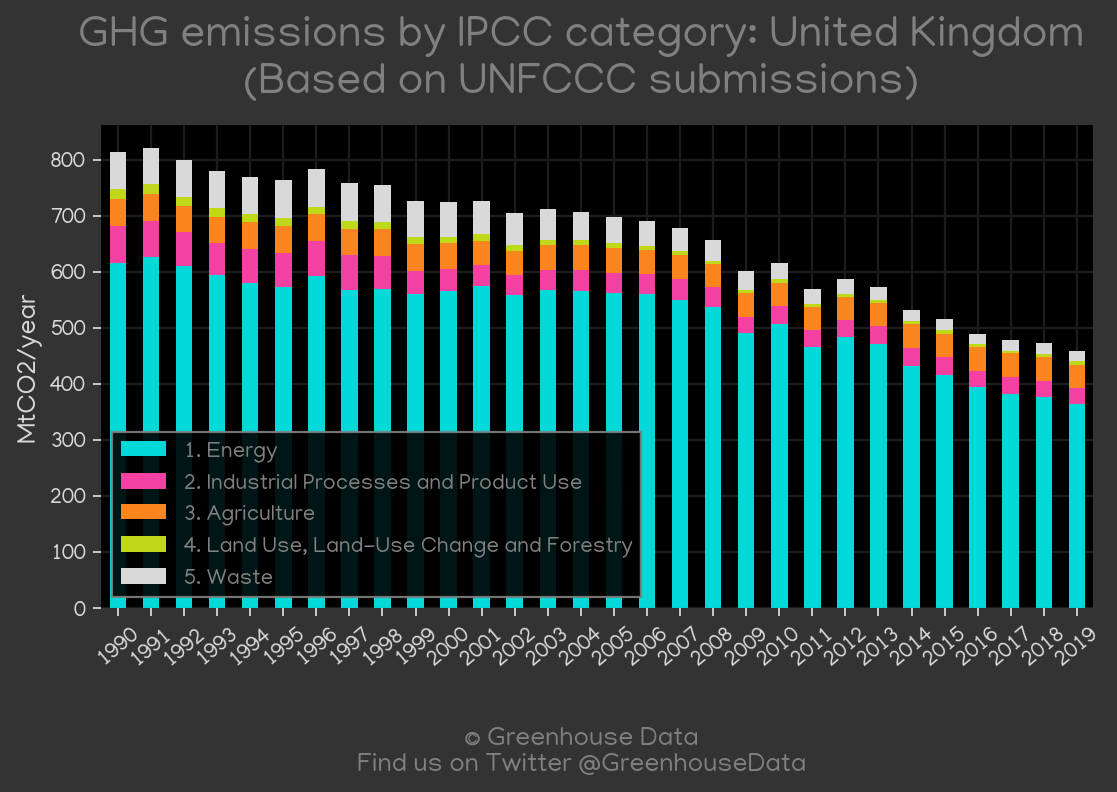 GHG emissions by IPCC category: United Kingdom
(Based on UNFCCC submissions)
800
700
600
500
400
300
200
100
0
MtCO2/year
1. Energy
2. Industrial Processes and Product Use
3. Agriculture
4. Land Use, Land-Use Change and Forestry
5. Waste
1990 1991 1992 1993 1994 1995 1996 1997 1998 1999 2000 2001 2002 2003 2004 2005 2006 2007 2008 2009 2010 2011 2012 2013 2014 2015 2016 2017 2018 2019
© Greenhouse Data
Find us on Twitter @GreenhouseData